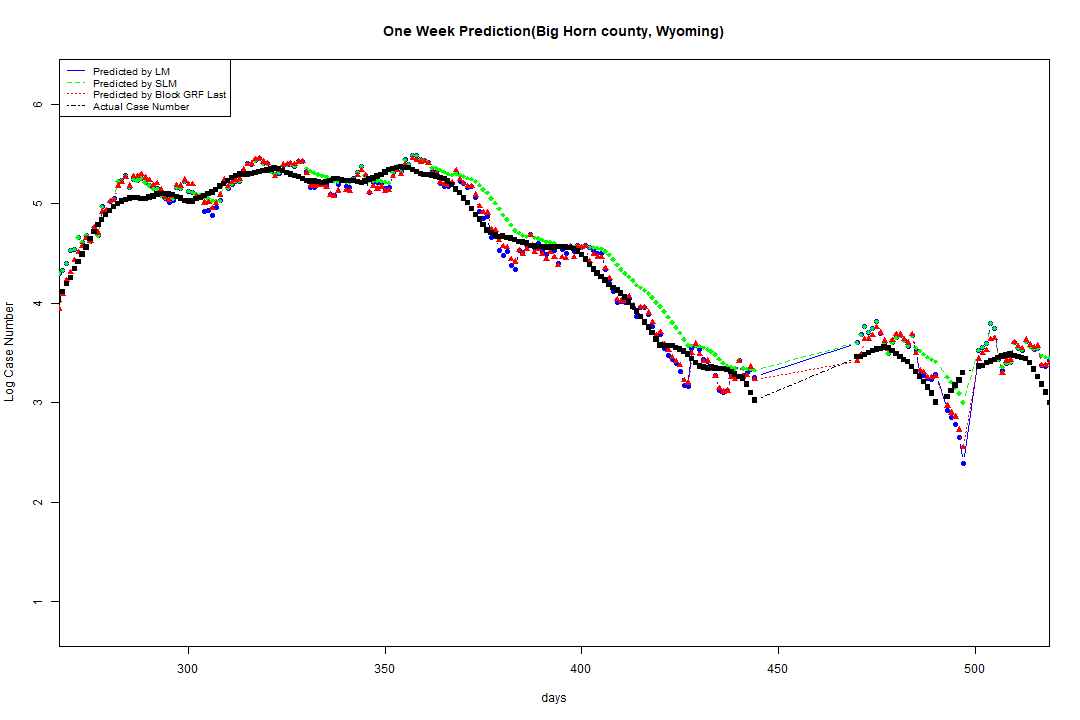 One Week Prediction(Big Horn county, Wyoming)
Predicted by LM
Predicted by SLM
Predicted by Block GRF Last
Actual Case Number
6
5
4
3
2
1
Log Case Number
300
350
400
450
500
days